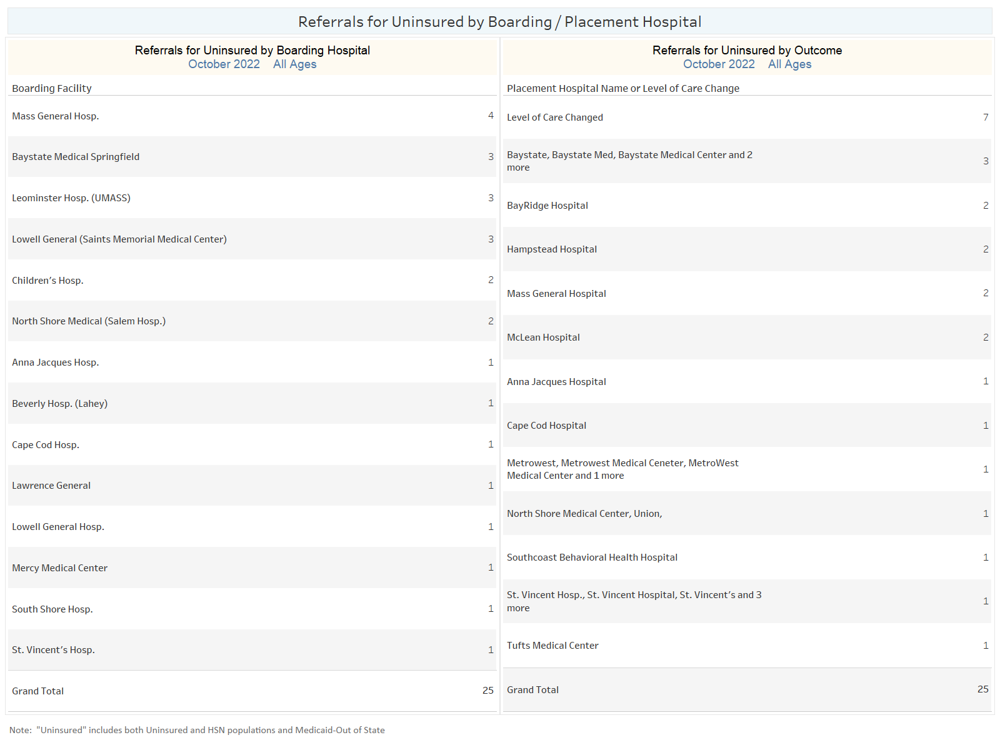 Referrals for Uninsured by Boarding / Placement Hospital
Referrals for Uninsured by Boarding Hospital
October 2022 All Ages
Boarding Facility
Mass General Hosp. 4
Baystate Medical Springfield 3
Leominster Hosp. (UMASS) 3
Lowell General (Saints Memorial Medical Center) 3
Children's Hosp. 2
North Shore Medical (Salem Hosp.) 2
Anna Jacques Hosp. 1
Beverly Hosp. (Lahey) 1
Cape Cod Hosp. 1
Lawrence General 1
Lowell General Hosp. 1
Mercy Medical Center 1
South Shore Hosp. 1
St. Vincent's Hosp. 1
Grand Total 25
Referrals for Uninsured by Outcome
October 2022 All Ages
Placement Hospital Name or Level of Care Change
Level of Care Changed 7
Baystate, Baystate Med, Baystate Medical Center and 2
more 3
BayRidge Hospital 2
Hampstead Hospital 2
Mass General Hospital 2
McLean Hospital 2
Anna Jacques Hospital 1
Cape Cod Hospital 1
Metrowest, Metrowest Medical Ceneter, MetroWest
Medical Center and 1 more 1
North Shore Medical Center, Union, 1
Southcoast Behavioral Health Hospital 1
St. Vincent Hosp., St. Vincent Hospital, St. Vincent's and 3
more 1
Tufts Medical Center 1
Grand Total 25
Note: "Uninsured" includes both Uninsured and HSN populations and Medicaid-Out of State